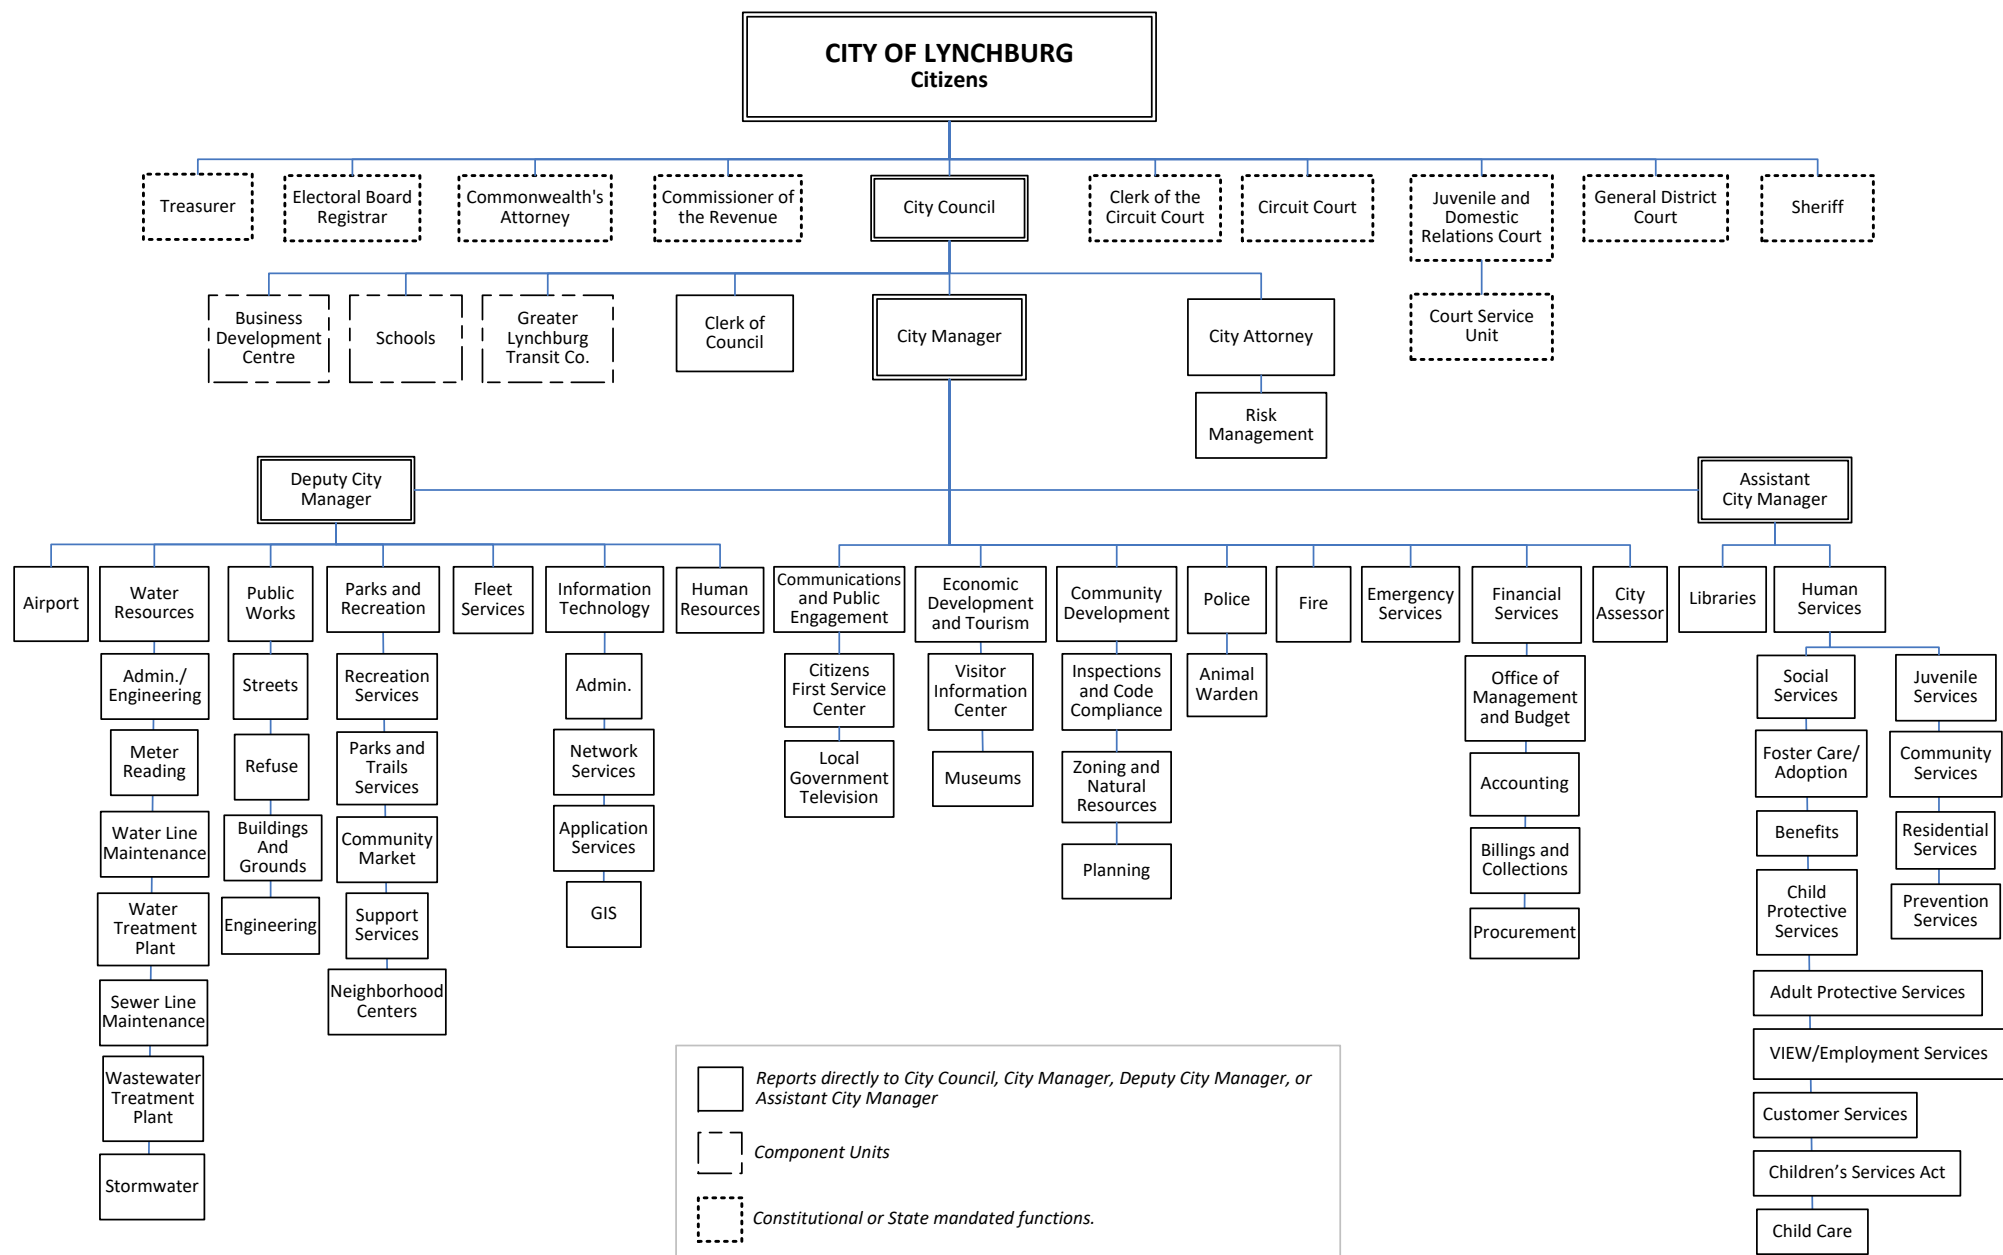 CITY OF LYNCHBURG
Citizens
Treasurer
Electoral Board
Registrar
Commonwealth's
Attorney
Commissioner of
the Revenue
City Council
Clerk of the
Circuit Court
Circuit Court
Juvenile and
Domestic
Relations Court
General District
Court
Sheriff
Business
Development
Centre
Schools
Greater
Lynchburg
Transit Co.
Clerk of
Council
City Manager
City Attorney
Court Service
Unit
Risk
Management
Deputy City
Manager
Assistant
City Manager
Airport
Water
Resources
Public
Works
Parks and
Recreation
Fleet
Services
Information
Technology
Human
Resources
Communications
and Public
Engagement
Economic
Development
and Tourism
Community
Development
Police
Fire
Emergency
Services
Financial
Services
City
Assessor
Libraries
Human
Services
Admin./
Engineering
Meter
Reading
Water Line
Maintenance
Water
Treatment
Plant
Sewer Line
Maintenance
Wastewater
Treatment
Plant
Stormwater
Streets
Refuse
Buildings
And
Grounds
Engineering
Recreation
Services
Parks and
Trails
Services
Community
Market
Support
Services
Neighborhood
Centers
Admin.
Network
Services
Application
Services
GIS
Citizens
First Service
Center
Local
Government
Television
Visitor
Information
Center
Museums
Inspections
and Code
Compliance
Zoning and
Natural
Resources
Planning
Animal
Warden
Office of
Management
and Budget
Accounting
Billings and
Collections
Procurement
Social
Services
Foster Care/
Adoption
Benefits
Child
Protective
Services
Adult Protective Services
VIEW/Employment Services
Customer Services
Children’s Services Act
Child Care
Juvenile
Services
Community
Services
Residential
Services
Prevention
Services
Reports directly to City Council, City Manager, Deputy City Manager, or
Assistant City Manager
Component Units
Constitutional or State mandated functions.